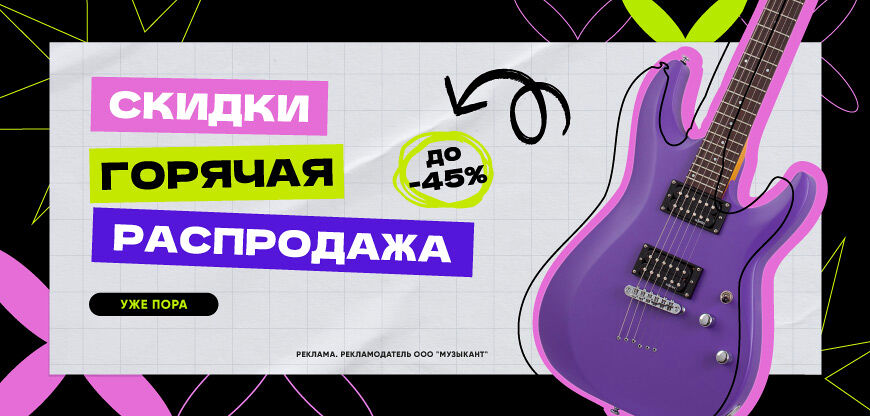 СКИДКИ
ГОРЯЧАЯ
РАСПРОДАЖА
ДО
-45%
УЖЕ ПОРА
РЕКЛАМА. РЕКЛАМОДАТЕЛЬ ООО "МУЗЫКАНТ"